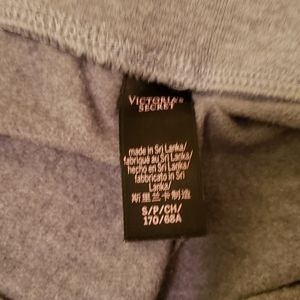 VICTORIA'S
SECRET
made in Sri Lanka/
fabriqué au Sri Lanka/
hecho en Sri Lanka/
fabbricato in Sri
Lanka/
斯里兰卡制造
S/P/CH/
170/68A